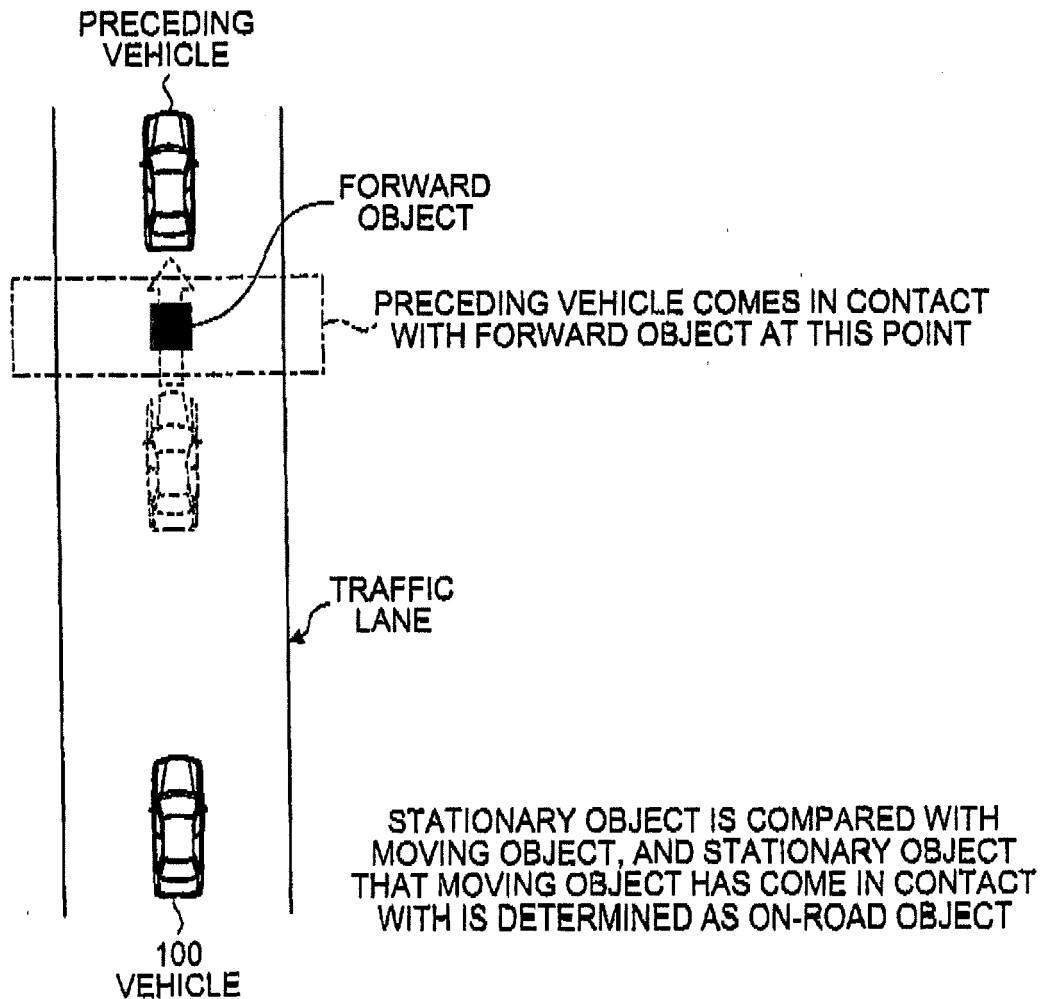 PRECEDING
VEHICLE
FORWARD
OBJECT
PRECEDING VEHICLE COMES IN CONTACT
WITH FORWARD OBJECT AT THIS POINT
TRAFFIC
LANE
STATIONARY OBJECT IS COMPARED WITH
MOVING OBJECT, AND STATIONARY OBJECT
THAT MOVING OBJECT HAS COME IN CONTACT
WITH IS DETERMINED AS ON-ROAD OBJECT
100
VEHICLE